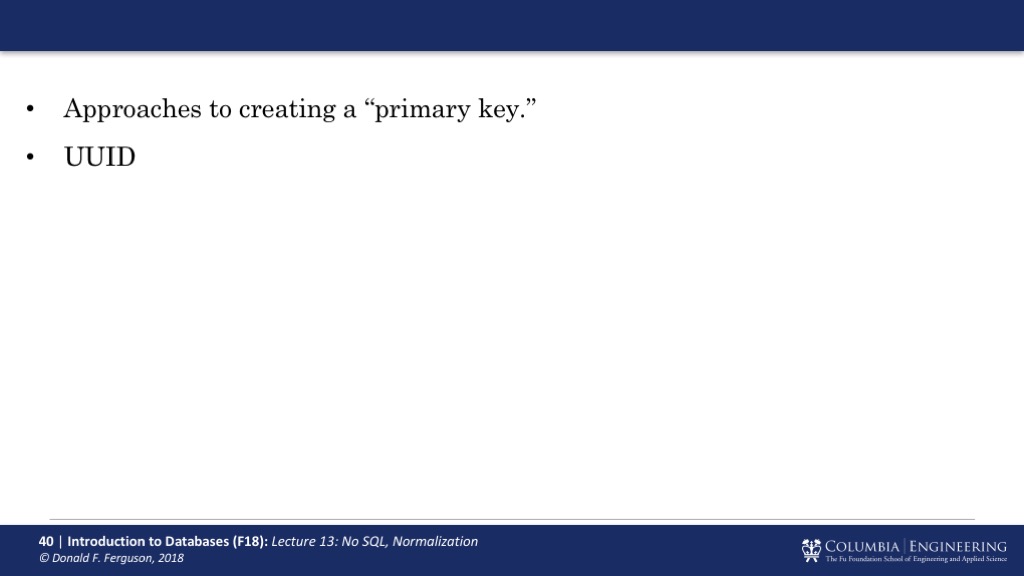 • Approaches to creating a “primary key.”
• UUID
40 | Introduction to Databases (F18): Lecture 13: No SQL, Normalization
© Donald F. Ferguson, 2018
COLUMBIA | ENGINEERING
The Fu Foundation School of Engineering and Applied Science